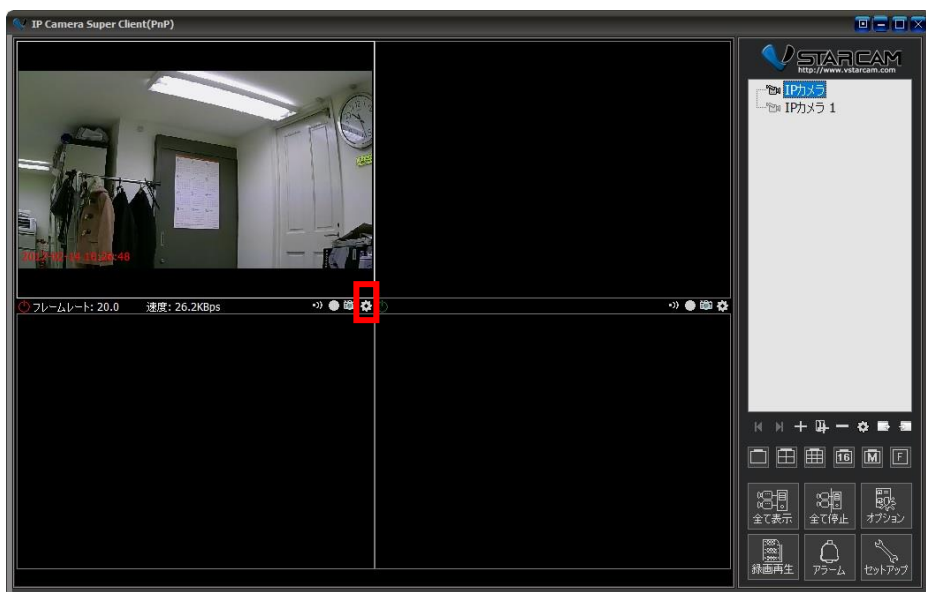 IP Camera Super Client(PnP)
VSTARCAM
http://www.vstarcam.com
IPカメラ
IPカメラ 1
フレームレート: 20.0 速度: 26.2KBps
16
M
F
全て表示
全て停止
オプション
録画再生
アラーム
セットアップ